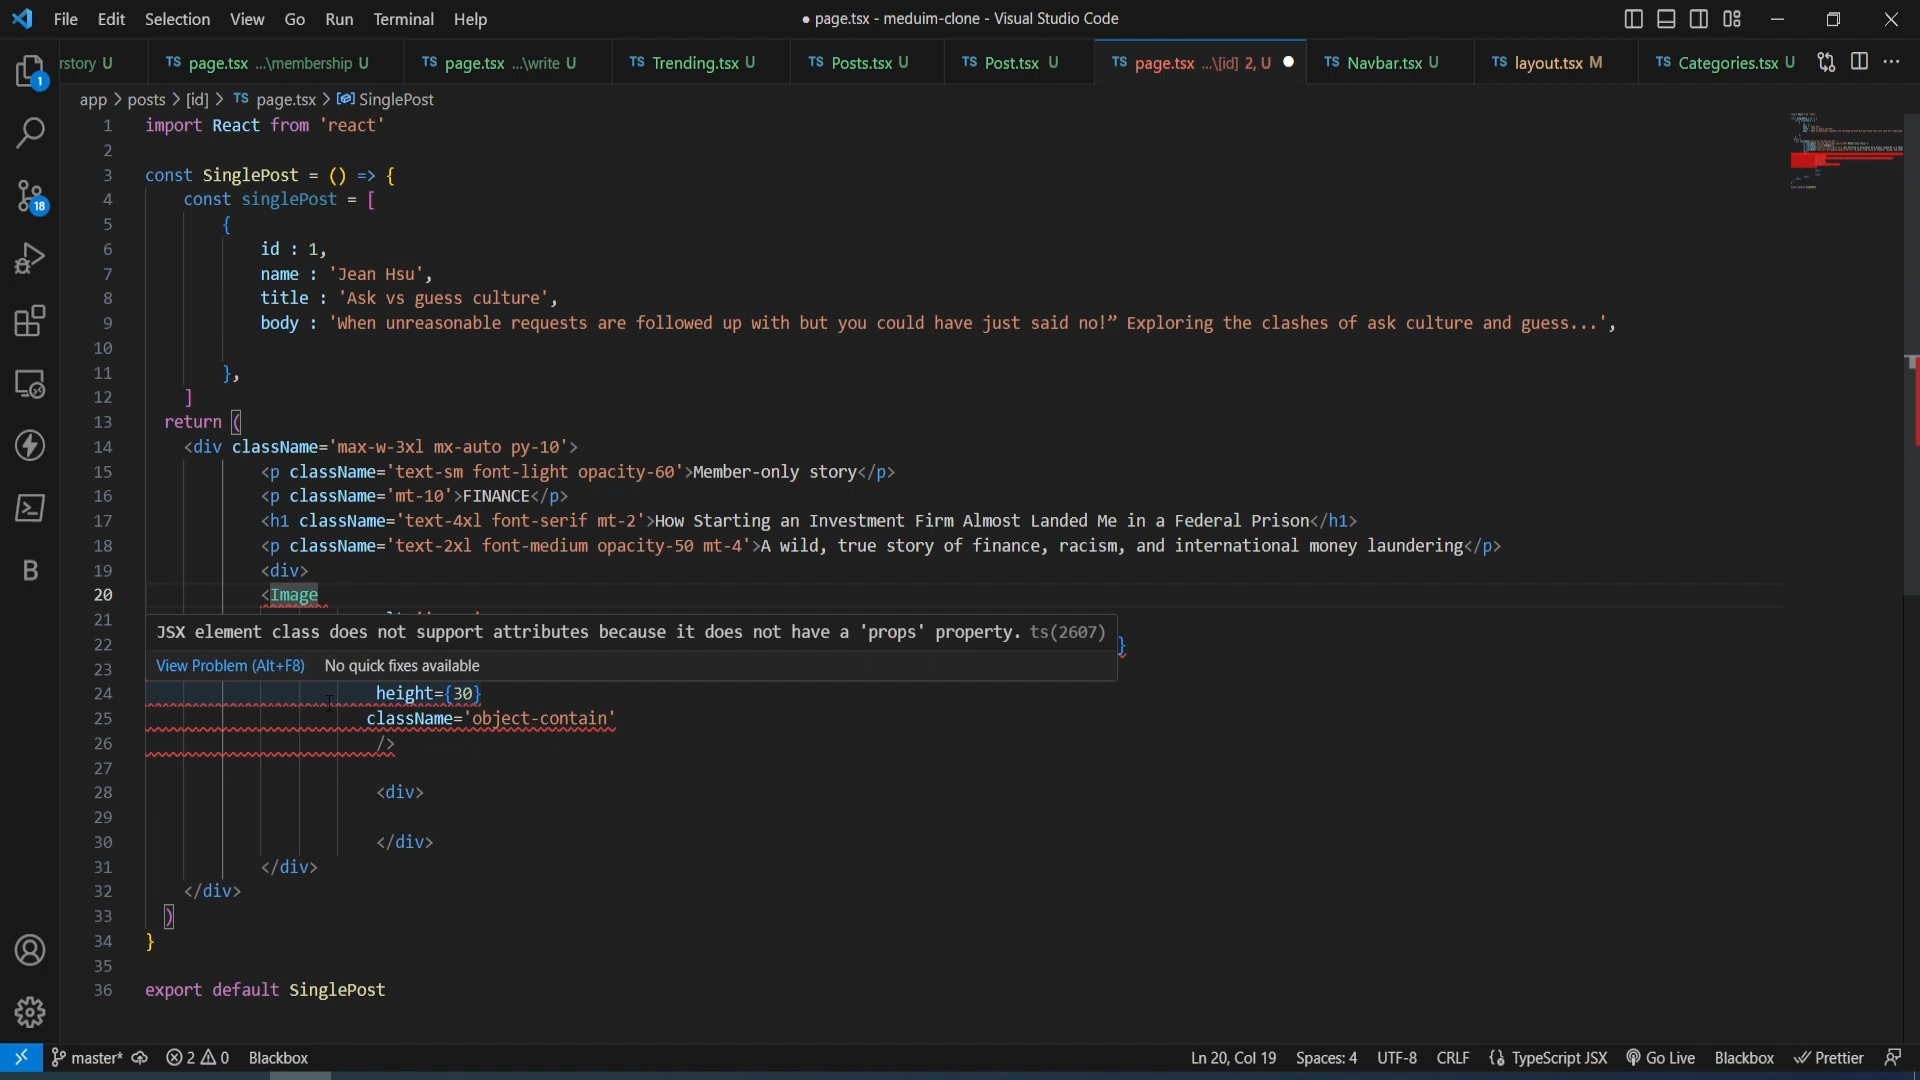 File Edit Selection View Go Run Terminal Help
● page.tsx - meduim-clone - Visual Studio Code
rstory U TS page.tsx ...\membership U TS page.tsx ...\write U TS Trending.tsx U TS Posts.tsx U TS Post.tsx U TS page.tsx ...\[id] 2, U ● TS Navbar.tsx U TS layout.tsx M TS Categories.tsx U ...
1
18
B
app > posts > [id] > TS page.tsx > SinglePost
1 import React from 'react'
2
3 const SinglePost = () => {
4 const singlePost = [
5 {
6 id : 1,
7 name : 'Jean Hsu',
8 title : 'Ask vs guess culture',
9 body : 'When unreasonable requests are followed up with but you could have just said no!” Exploring the clashes of ask culture and guess...',
10
11 },
12 ]
13 return (
14 <div className='max-w-3xl mx-auto py-10'>
15 <p className='text-sm font-light opacity-60'>Member-only story</p>
16 <p className='mt-10'>FINANCE</p>
17 <h1 className='text-4xl font-serif mt-2'>How Starting an Investment Firm Almost Landed Me in a Federal Prison</h1>
18 <p className='text-2xl font-medium opacity-50 mt-4'>A wild, true story of finance, racism, and international money laundering</p>
19 <div>
20 <Image
21
JSX element class does not support attributes because it does not have a 'props' property. ts(2607)
22 }
View Problem (Alt+F8) No quick fixes available
23
24 height={30}
25 className='object-contain'
26 />
27
28 <div>
29
30 </div>
31 </div>
32 </div>
33 )
34 }
35
36 export default SinglePost
master* 2 0 Blackbox Ln 20, Col 19 Spaces: 4 UTF-8 CRLF TypeScript JSX Go Live Blackbox Prettier